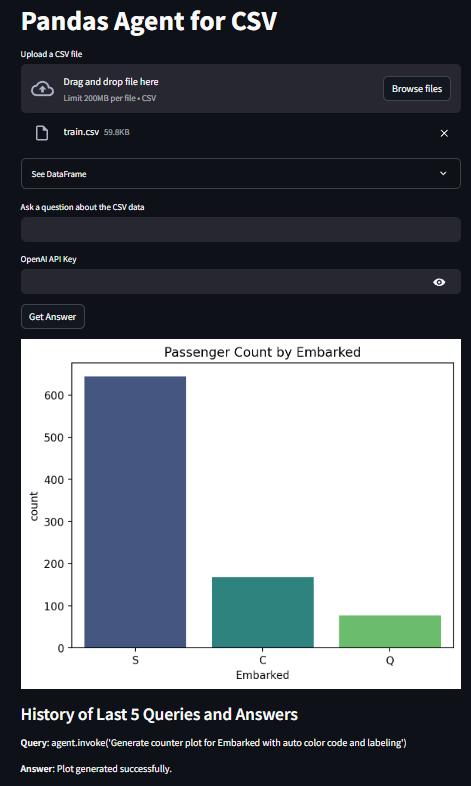 Pandas Agent for CSV
Upload a CSV file
Drag and drop file here
Limit 200MB per file • CSV
Browse files
train.csv 59.8KB
See DataFrame
Ask a question about the CSV data
OpenAI API Key
Get Answer
Passenger Count by Embarked
600
500
400
300
200
100
0
count
S C Q
Embarked
History of Last 5 Queries and Answers
Query: agent.invoke('Generate counter plot for Embarked with auto color code and labeling')
Answer: Plot generated successfully.